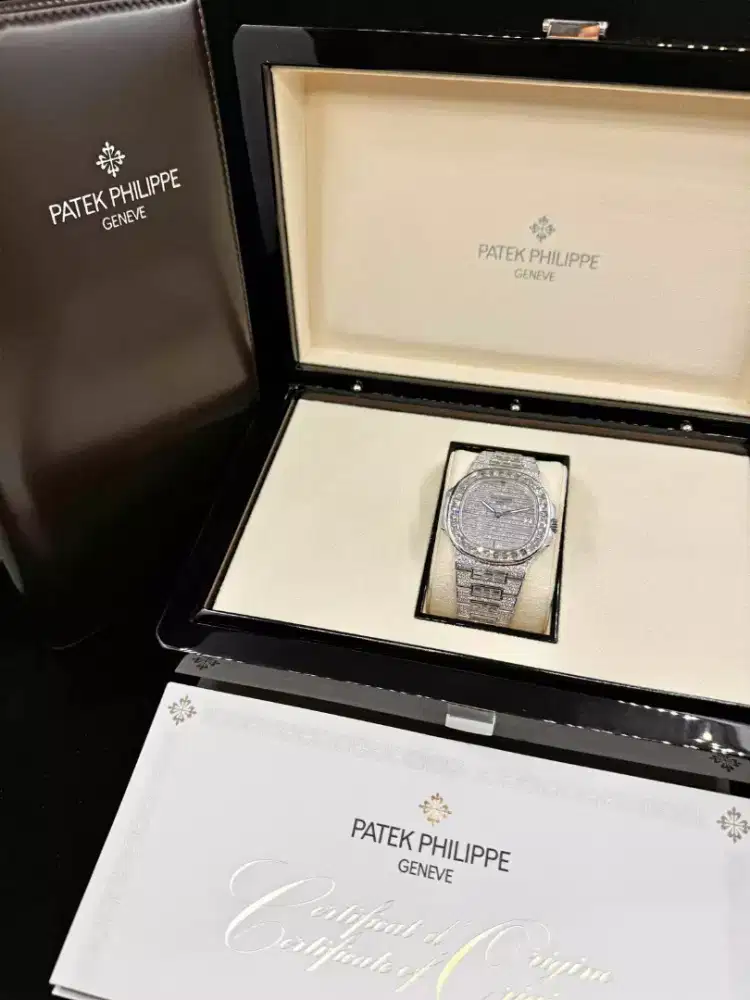 PATEK PHILIPPE
GENEVE
PATEK PHILIPPE
GENEVE
PATEK PHILIPPE
GENEVE
Certificat d'Origine
Certificate of Origin